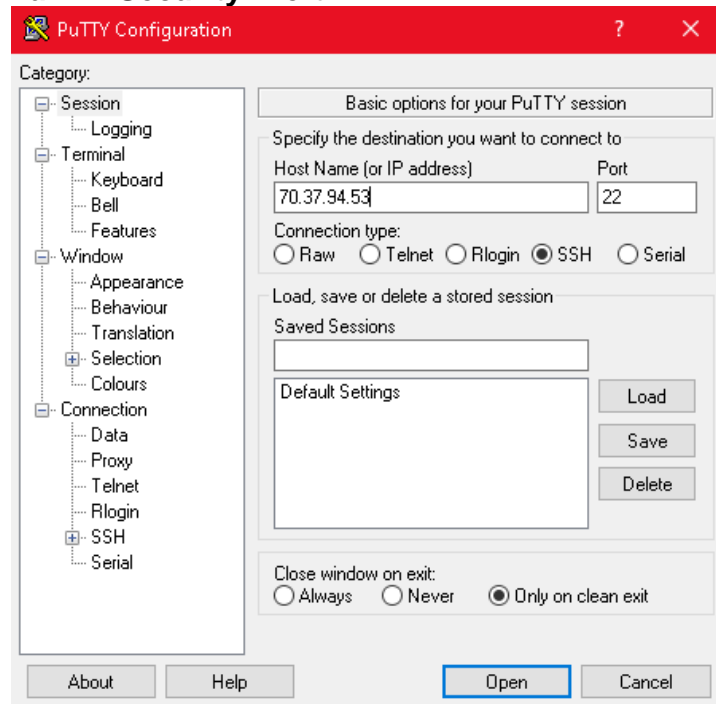 PuTTY Configuration
?
Category:
Session
Logging
Terminal
Keyboard
Bell
Features
Window
Appearance
Behaviour
Translation
Selection
Colours
Connection
Data
Proxy
Telnet
Rlogin
SSH
Serial
Basic options for your PuTTY session
Specify the destination you want to connect to
Host Name (or IP address) Port
70.37.94.53 22
Connection type:
Raw Telnet Rlogin SSH Serial
Load, save or delete a stored session
Saved Sessions
Default Settings
Load
Save
Delete
Close window on exit:
Always Never Only on clean exit
About Help Open Cancel